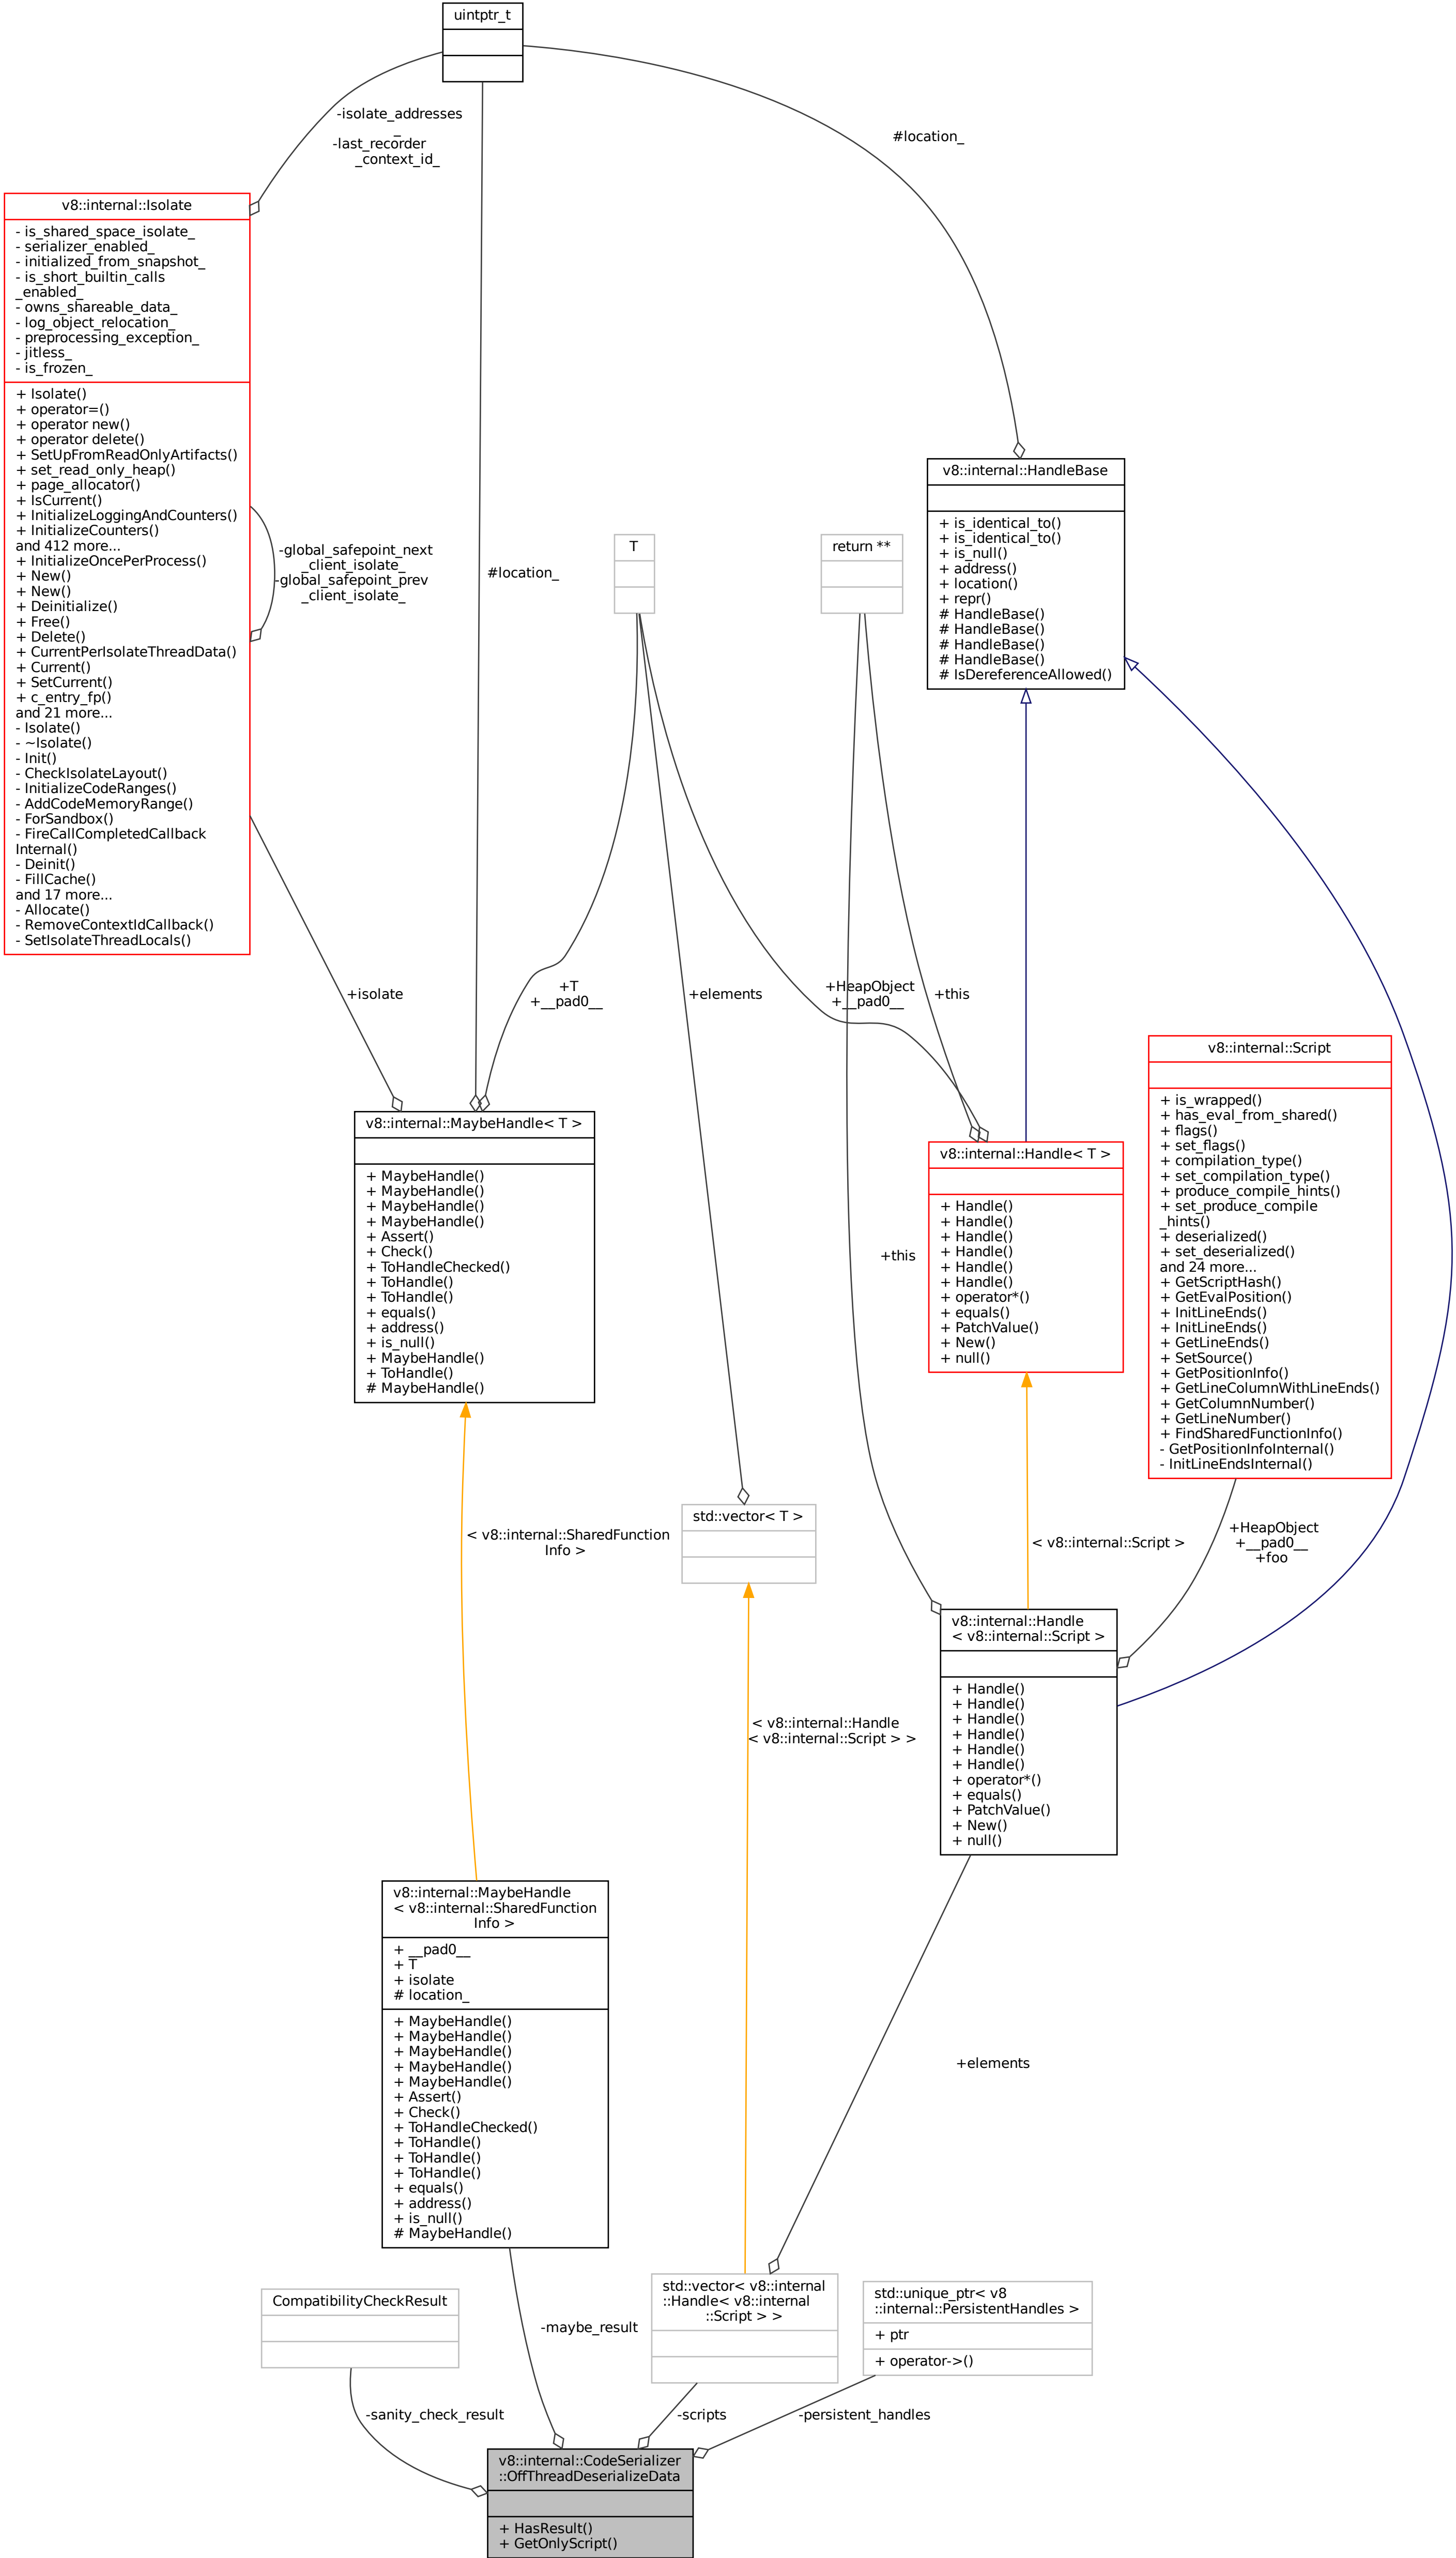 uintptr_t
-isolate_addresses
_
-last_recorder
_context_id_
#location_
v8::internal::Isolate
- is_shared_space_isolate_
- serializer_enabled_
- initialized_from_snapshot_
- is_short_builtin_calls
_enabled_
- owns_shareable_data_
- log_object_relocation_
- preprocessing_exception_
- jitless_
- is_frozen_
+ Isolate()
+ operator=()
+ operator new()
+ operator delete()
+ SetUpFromReadOnlyArtifacts()
+ set_read_only_heap()
+ page_allocator()
+ IsCurrent()
+ InitializeLoggingAndCounters()
+ InitializeCounters()
and 412 more...
+ InitializeOncePerProcess()
+ New()
+ New()
+ Deinitialize()
+ Free()
+ Delete()
+ CurrentPerIsolateThreadData()
+ Current()
+ SetCurrent()
+ c_entry_fp()
and 21 more...
- Isolate()
- ~Isolate()
- Init()
- CheckIsolateLayout()
- InitializeCodeRanges()
- AddCodeMemoryRange()
- ForSandbox()
- FireCallCompletedCallback
Internal()
- Deinit()
- FillCache()
and 17 more...
- Allocate()
- RemoveContextIdCallback()
- SetIsolateThreadLocals()
-global_safepoint_next
_client_isolate_
-global_safepoint_prev
_client_isolate_
#location_
T
return **
v8::internal::HandleBase
+ is_identical_to()
+ is_identical_to()
+ is_null()
+ address()
+ location()
+ repr()
# HandleBase()
# HandleBase()
# HandleBase()
# HandleBase()
# IsDereferenceAllowed()
+isolate
+T
+__pad0__
+elements
+HeapObject
+__pad0__
+this
v8::internal::MaybeHandle< T >
+ MaybeHandle()
+ MaybeHandle()
+ MaybeHandle()
+ MaybeHandle()
+ Assert()
+ Check()
+ ToHandleChecked()
+ ToHandle()
+ ToHandle()
+ equals()
+ address()
+ is_null()
+ MaybeHandle()
+ ToHandle()
# MaybeHandle()
+this
v8::internal::Handle< T >
+ Handle()
+ Handle()
+ Handle()
+ Handle()
+ Handle()
+ Handle()
+ operator*()
+ equals()
+ PatchValue()
+ New()
+ null()
v8::internal::Script
+ is_wrapped()
+ has_eval_from_shared()
+ flags()
+ set_flags()
+ compilation_type()
+ set_compilation_type()
+ produce_compile_hints()
+ set_produce_compile
_hints()
+ deserialized()
+ set_deserialized()
and 24 more...
+ GetScriptHash()
+ GetEvalPosition()
+ InitLineEnds()
+ InitLineEnds()
+ GetLineEnds()
+ SetSource()
+ GetPositionInfo()
+ GetLineColumnWithLineEnds()
+ GetColumnNumber()
+ GetLineNumber()
+ FindSharedFunctionInfo()
- GetPositionInfoInternal()
- InitLineEndsInternal()
< v8::internal::SharedFunction
Info >
std::vector< T >
< v8::internal::Script >
+HeapObject
+__pad0__
+foo
< v8::internal::Handle
< v8::internal::Script > >
v8::internal::Handle
< v8::internal::Script >
+ Handle()
+ Handle()
+ Handle()
+ Handle()
+ Handle()
+ Handle()
+ operator*()
+ equals()
+ PatchValue()
+ New()
+ null()
v8::internal::MaybeHandle
< v8::internal::SharedFunction
Info >
+ __pad0__
+ T
+ isolate
# location_
+ MaybeHandle()
+ MaybeHandle()
+ MaybeHandle()
+ MaybeHandle()
+ MaybeHandle()
+ Assert()
+ Check()
+ ToHandleChecked()
+ ToHandle()
+ ToHandle()
+ ToHandle()
+ equals()
+ address()
+ is_null()
# MaybeHandle()
+elements
CompatibilityCheckResult
-maybe_result
std::vector< v8::internal
::Handle< v8::internal
::Script > >
std::unique_ptr< v8
::internal::PersistentHandles >
+ ptr
+ operator->()
-sanity_check_result
-scripts
-persistent_handles
v8::internal::CodeSerializer
::OffThreadDeserializeData
+ HasResult()
+ GetOnlyScript()